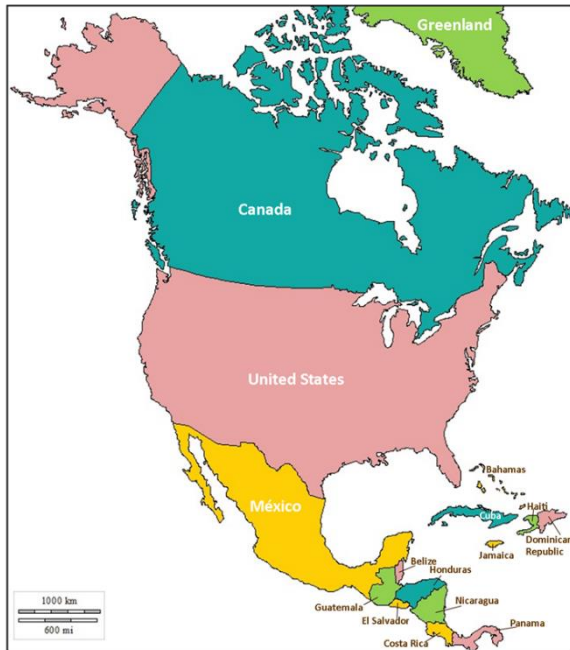 Greenland
Canada
United States
México
Bahamas
Cuba
Haiti
Dominican
Republic
Jamaica
Belize
Honduras
Guatemala
Nicaragua
El Salvador
Costa Rica
Panama
1000 km
600 mi